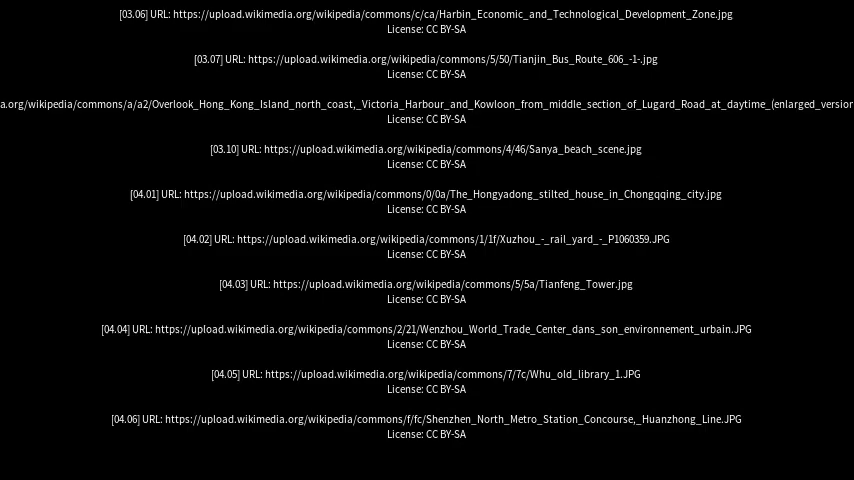 [03.06] URL: https://upload.wikimedia.org/wikipedia/commons/c/ca/Harbin_Economic_and_Technological_Development_Zone.jpg
License: CC BY-SA
[03.07] URL: https://upload.wikimedia.org/wikipedia/commons/5/50/Tianjin_Bus_Route_606_-1-.jpg
License: CC BY-SA
a.org/wikipedia/commons/a/a2/Overlook_Hong_Kong_Island_north_coast,_Victoria_Harbour_and_Kowloon_from_middle_section_of_Lugard_Road_at_daytime_(enlarged_version
License: CC BY-SA
[03.10] URL: https://upload.wikimedia.org/wikipedia/commons/4/46/Sanya_beach_scene.jpg
License: CC BY-SA
[04.01] URL: https://upload.wikimedia.org/wikipedia/commons/0/0a/The_Hongyadong_stilted_house_in_Chongqqing_city.jpg
License: CC BY-SA
[04.02] URL: https://upload.wikimedia.org/wikipedia/commons/1/1f/Xuzhou_-_rail_yard_-_P1060359.JPG
License: CC BY-SA
[04.03] URL: https://upload.wikimedia.org/wikipedia/commons/5/5a/Tianfeng_Tower.jpg
License: CC BY-SA
[04.04] URL: https://upload.wikimedia.org/wikipedia/commons/2/21/Wenzhou_World_Trade_Center_dans_son_environnement_urbain.JPG
License: CC BY-SA
[04.05] URL: https://upload.wikimedia.org/wikipedia/commons/7/7c/Whu_old_library_1.JPG
License: CC BY-SA
[04.06] URL: https://upload.wikimedia.org/wikipedia/commons/f/fc/Shenzhen_North_Metro_Station_Concourse,_Huanzhong_Line.JPG
License: CC BY-SA